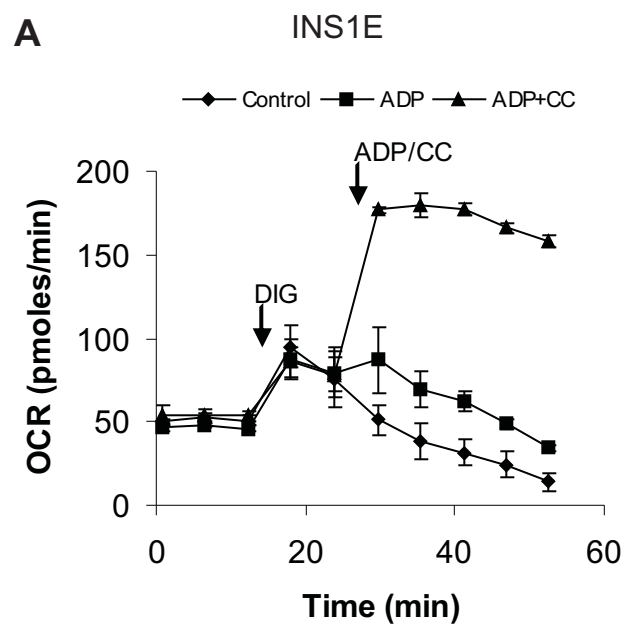 A
INS1E
Control ADP ADP+CC
ADP/CC
DIG
OCR (pmoles/min)
200
150
100
50
0
0 20 40 60
Time (min)